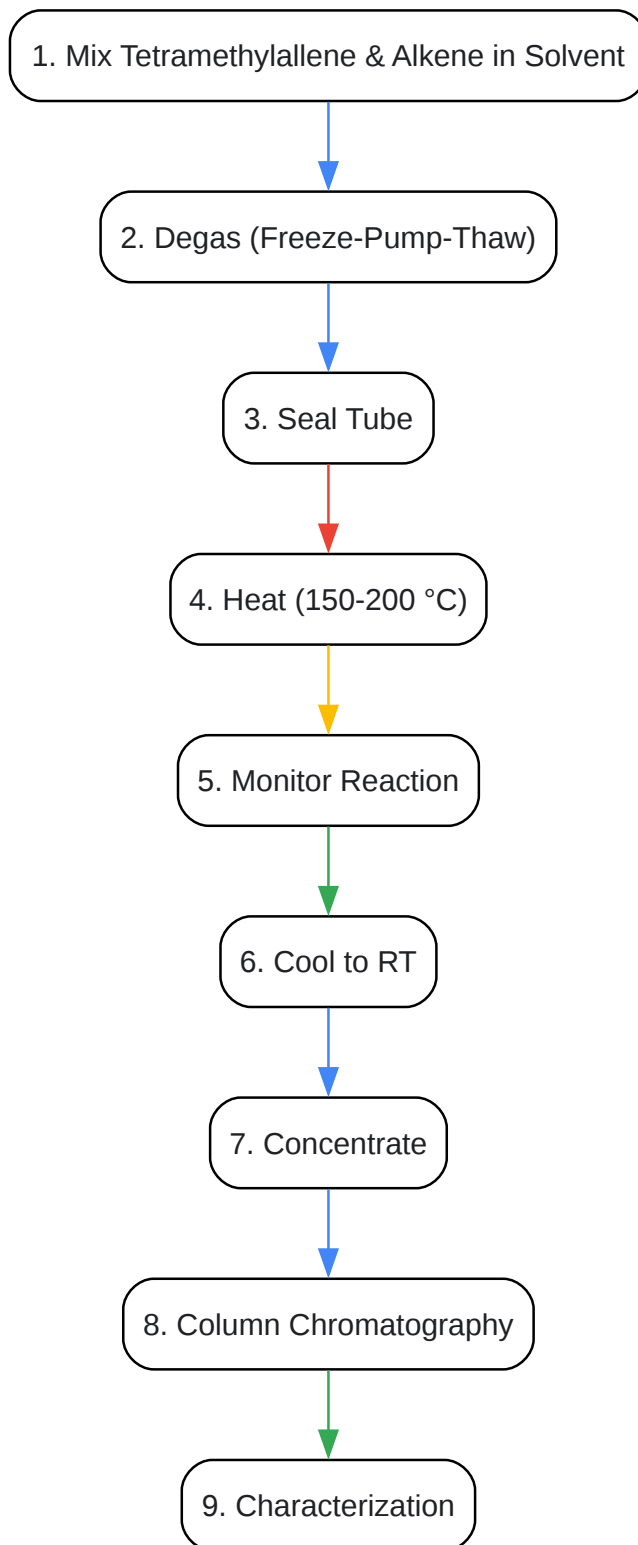 1. Mix Tetramethylallene & Alkene in Solvent
2. Degas (Freeze-Pump-Thaw)
3. Seal Tube
4. Heat (150-200 °C)
5. Monitor Reaction
6. Cool to RT
7. Concentrate
8. Column Chromatography
9. Characterization